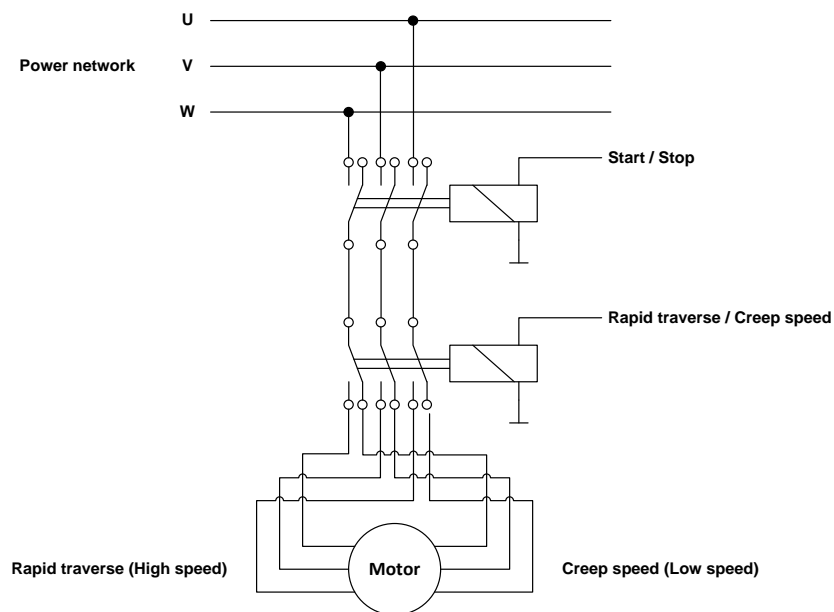 U
Power network
V
W
Start / Stop
Rapid traverse / Creep speed
Rapid traverse (High speed)
Motor
Creep speed (Low speed)